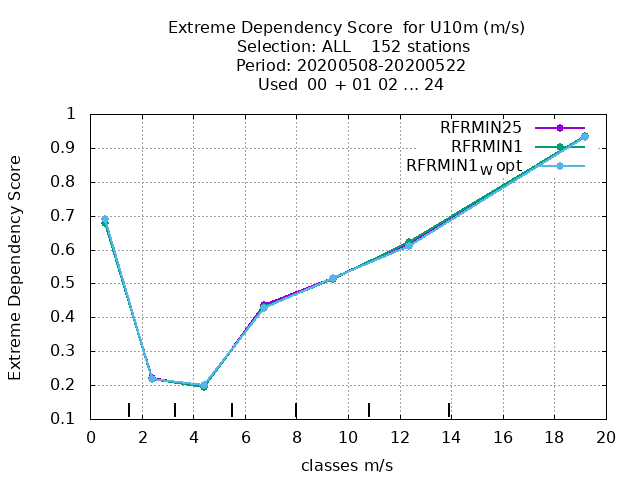 Extreme Dependency Score  for U10m (m/s)
Selection: ALL    152 stations
Period: 20200508-20200522
Used  00  + 01 02 ... 24
Extreme Dependency Score
1
0.9
0.8
0.7
0.6
0.5
0.4
0.3
0.2
0.1
RFRMIN25
RFRMIN1
RFRMIN1W opt
0 2 4 6 8 10 12 14 16 18 20
classes m/s